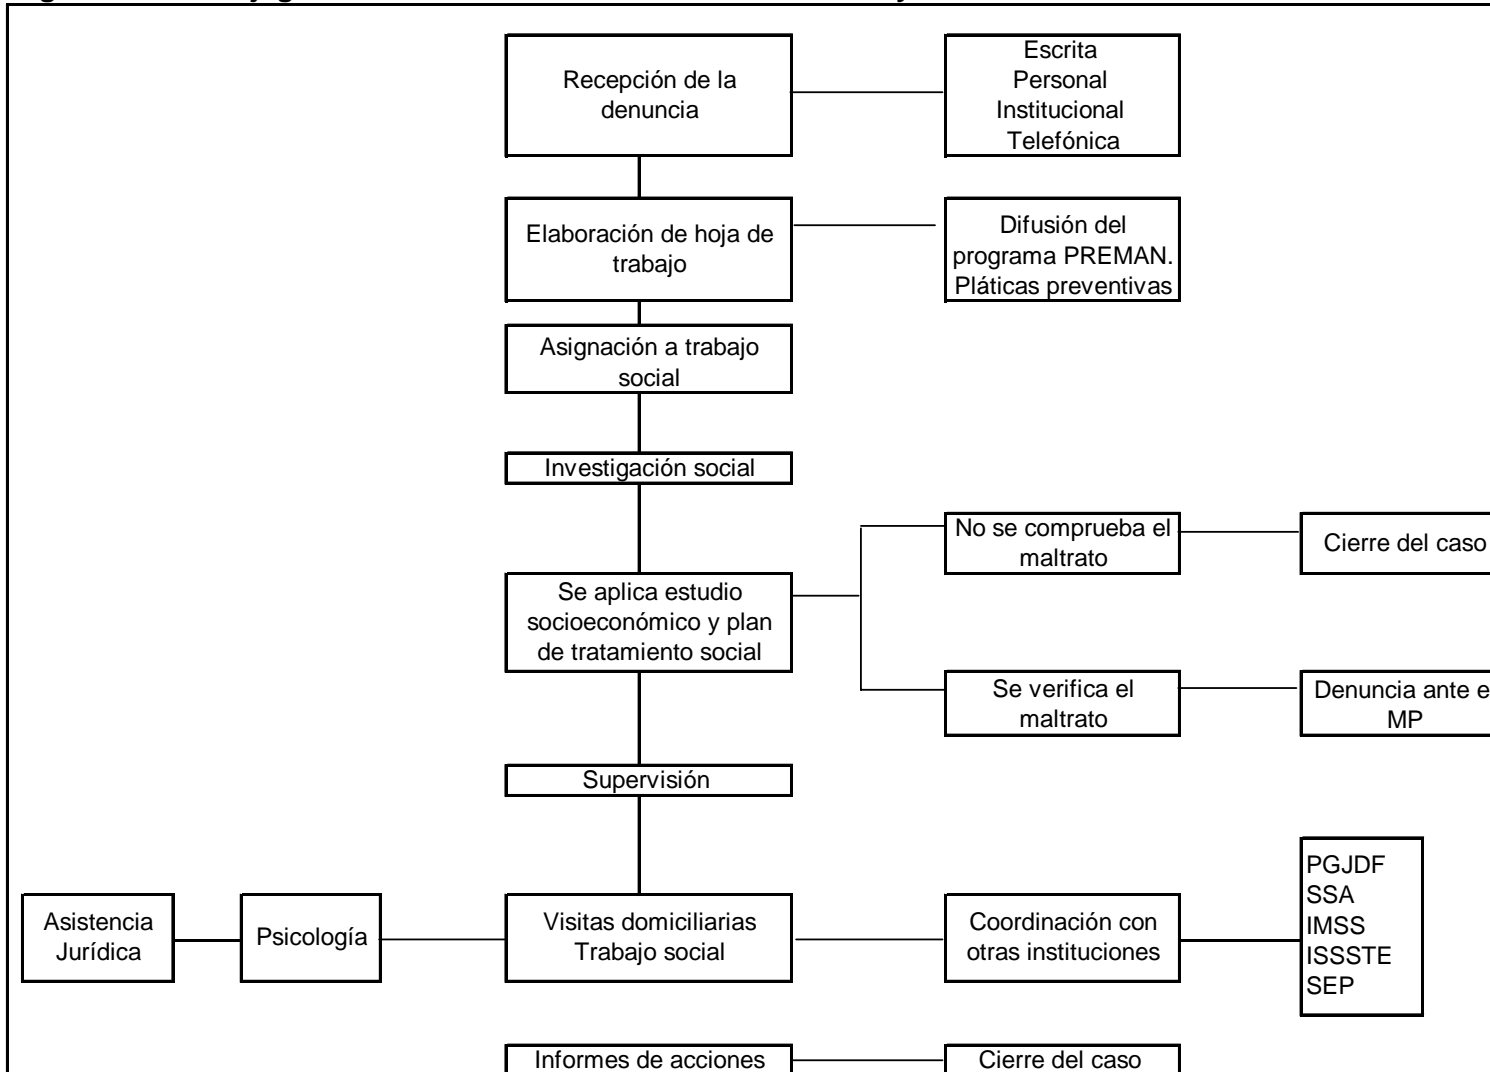 Recepción de la
denuncia
Escrita
Personal
Institucional
Telefónica
Elaboración de hoja de
trabajo
Difusión del
programa PREMAN.
Pláticas preventivas
Asignación a trabajo
social
Investigación social
Se aplica estudio
socioeconómico y plan
de tratamiento social
No se comprueba el
maltrato
Cierre del caso
Se verifica el
maltrato
Denuncia ante e
MP
Supervisión
Asistencia
Jurídica
Psicología
Visitas domiciliarias
Trabajo social
Coordinación con
otras instituciones
PGJDF
SSA
IMSS
ISSSTE
SEP
Informes de acciones
Cierre del caso